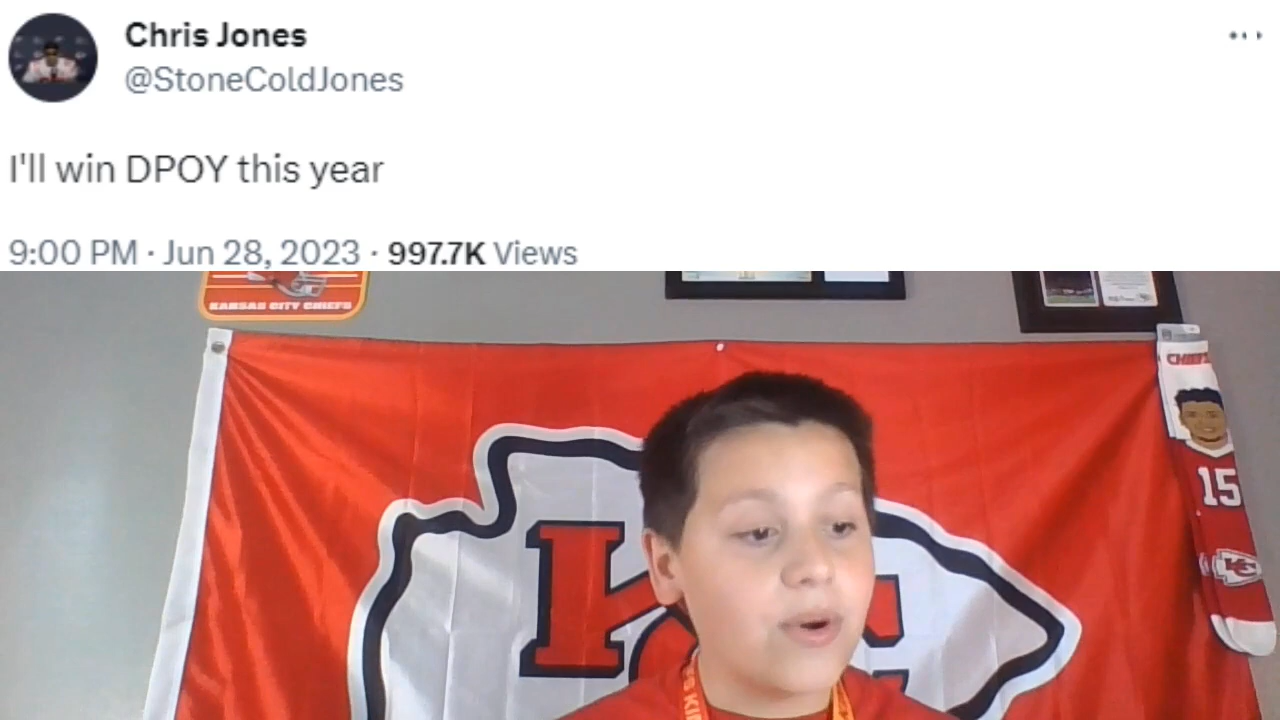 Chris Jones
@StoneColdJones
I'll win DPOY this year
9:00 PM · Jun 28, 2023 · 997.7K Views
KANSAS CITY CHIEFS
CHIEFS
15
KC
KC